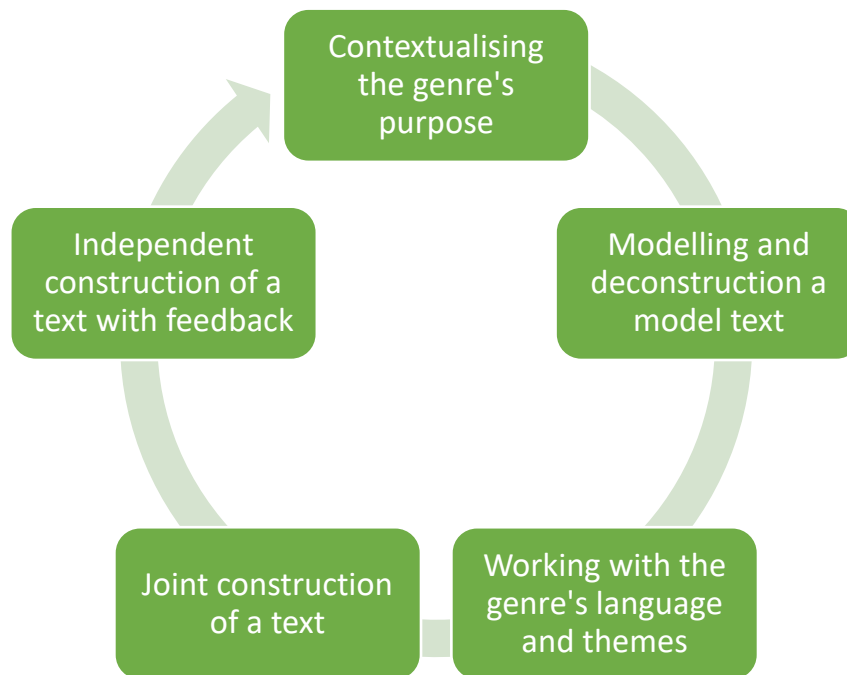 Contextualising
the genre's
purpose
Modelling and
deconstruction a
model text
Working with the
genre's language
and themes
Joint construction
of a text
Independent
construction of a
text with feedback